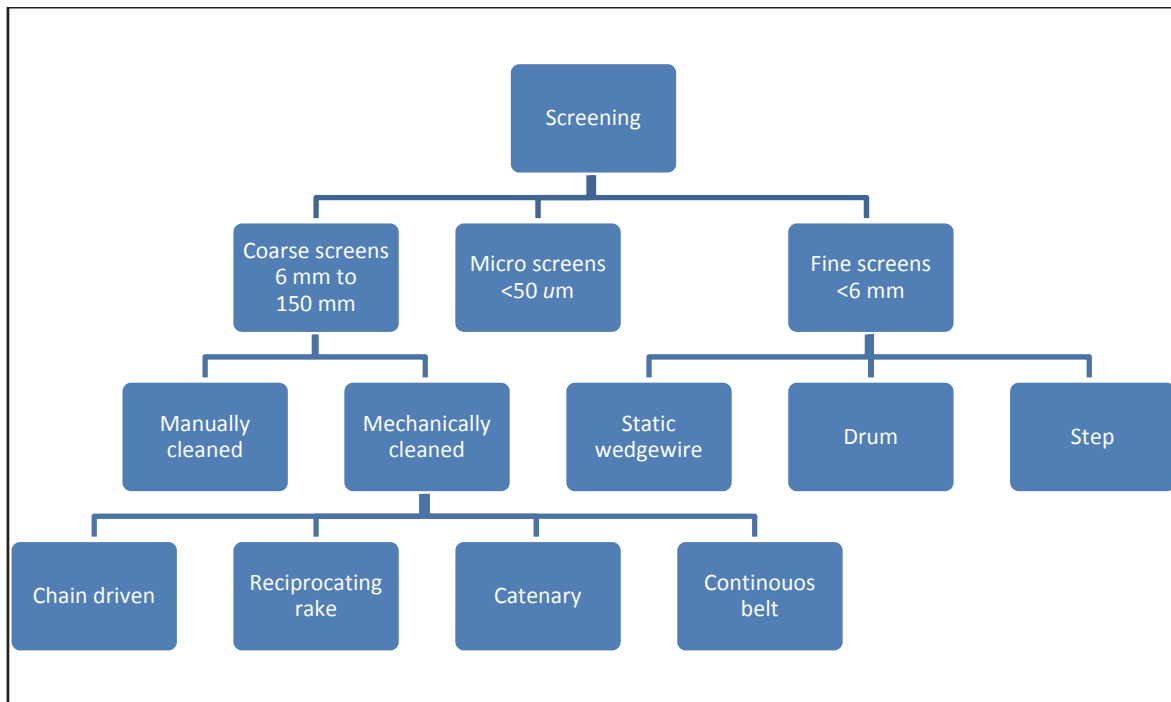 Screening
Coarse screens
6 mm to
150 mm
Micro screens
<50 um
Fine screens
<6 mm
Manually
cleaned
Mechanically
cleaned
Static
wedgewire
Drum
Step
Chain driven
Reciprocating
rake
Catenary
Continouos
belt